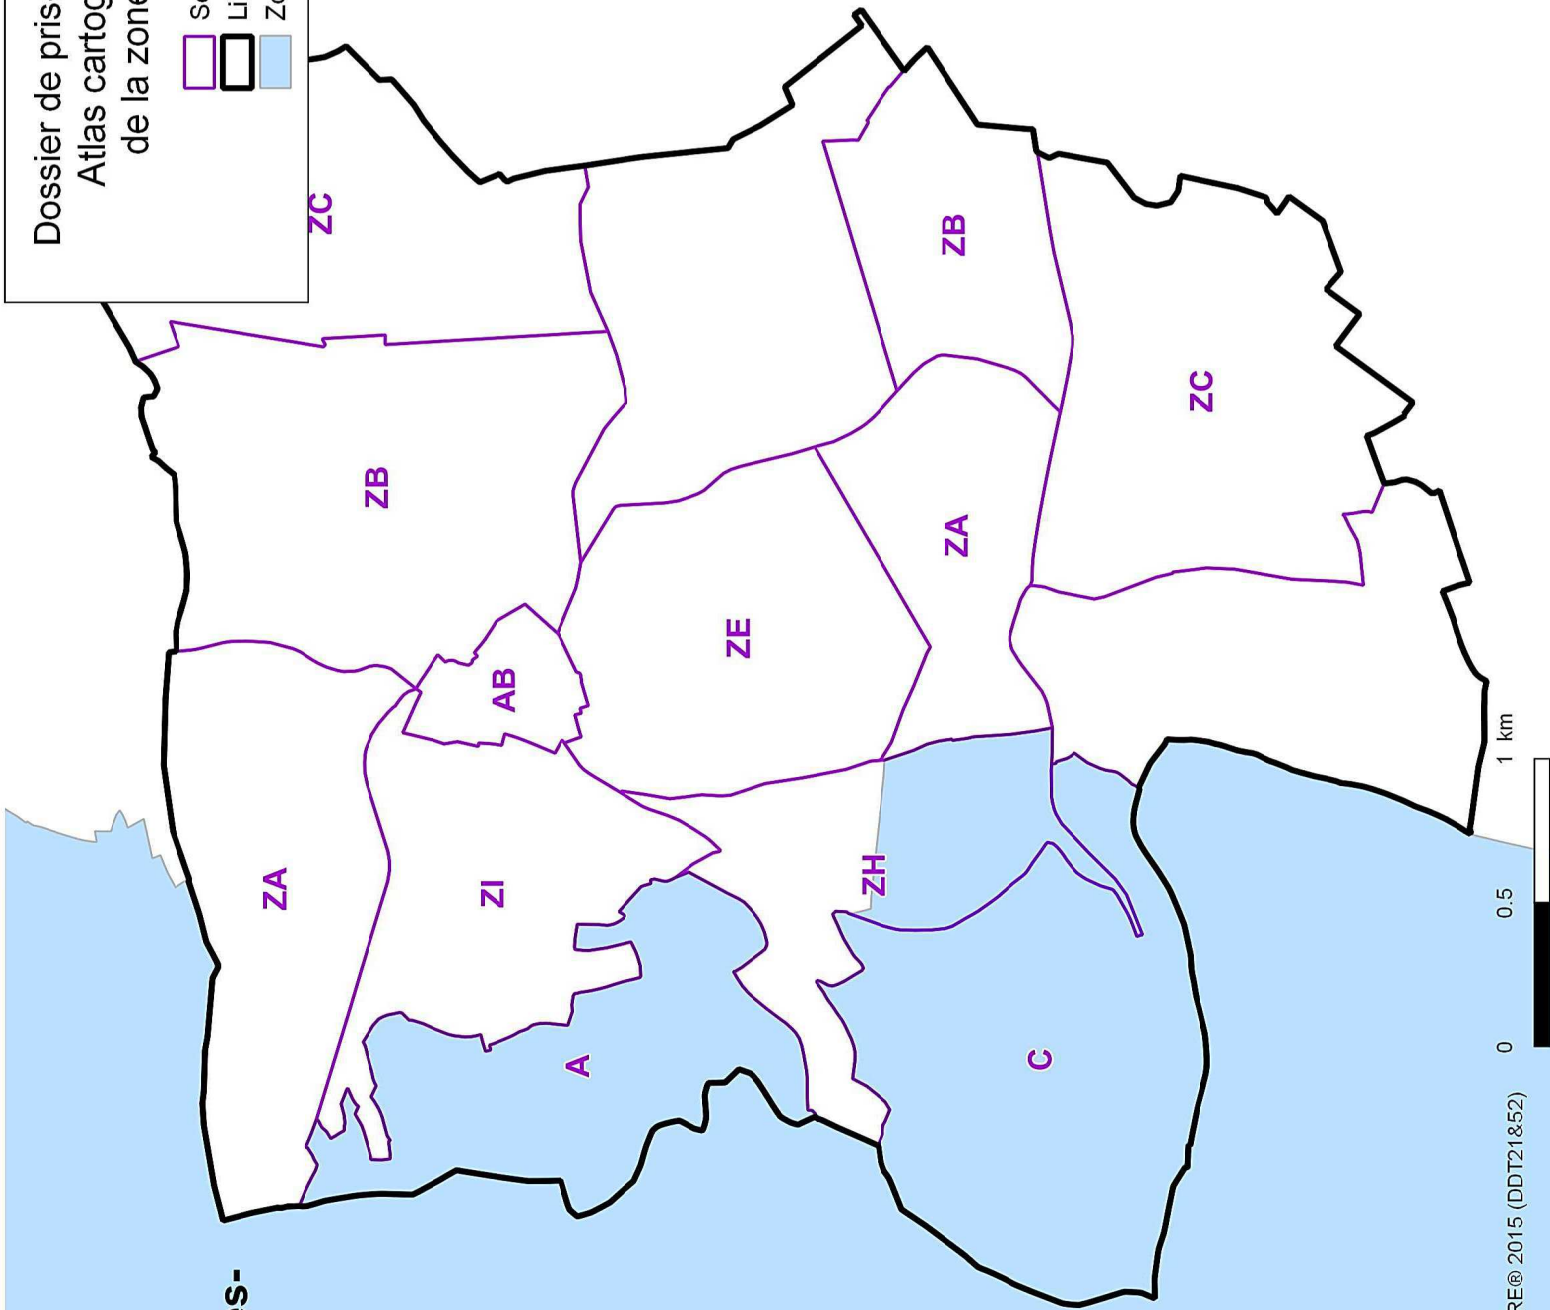 Dossier de pris
Atlas cartog
de la zone
Li
s-
ZA
ZC
ZB
ZI
AB
A
ZE
ZH
ZA
ZB
C
ZC
0 0.5 1 km
RE® 2015 (DDT21&52)